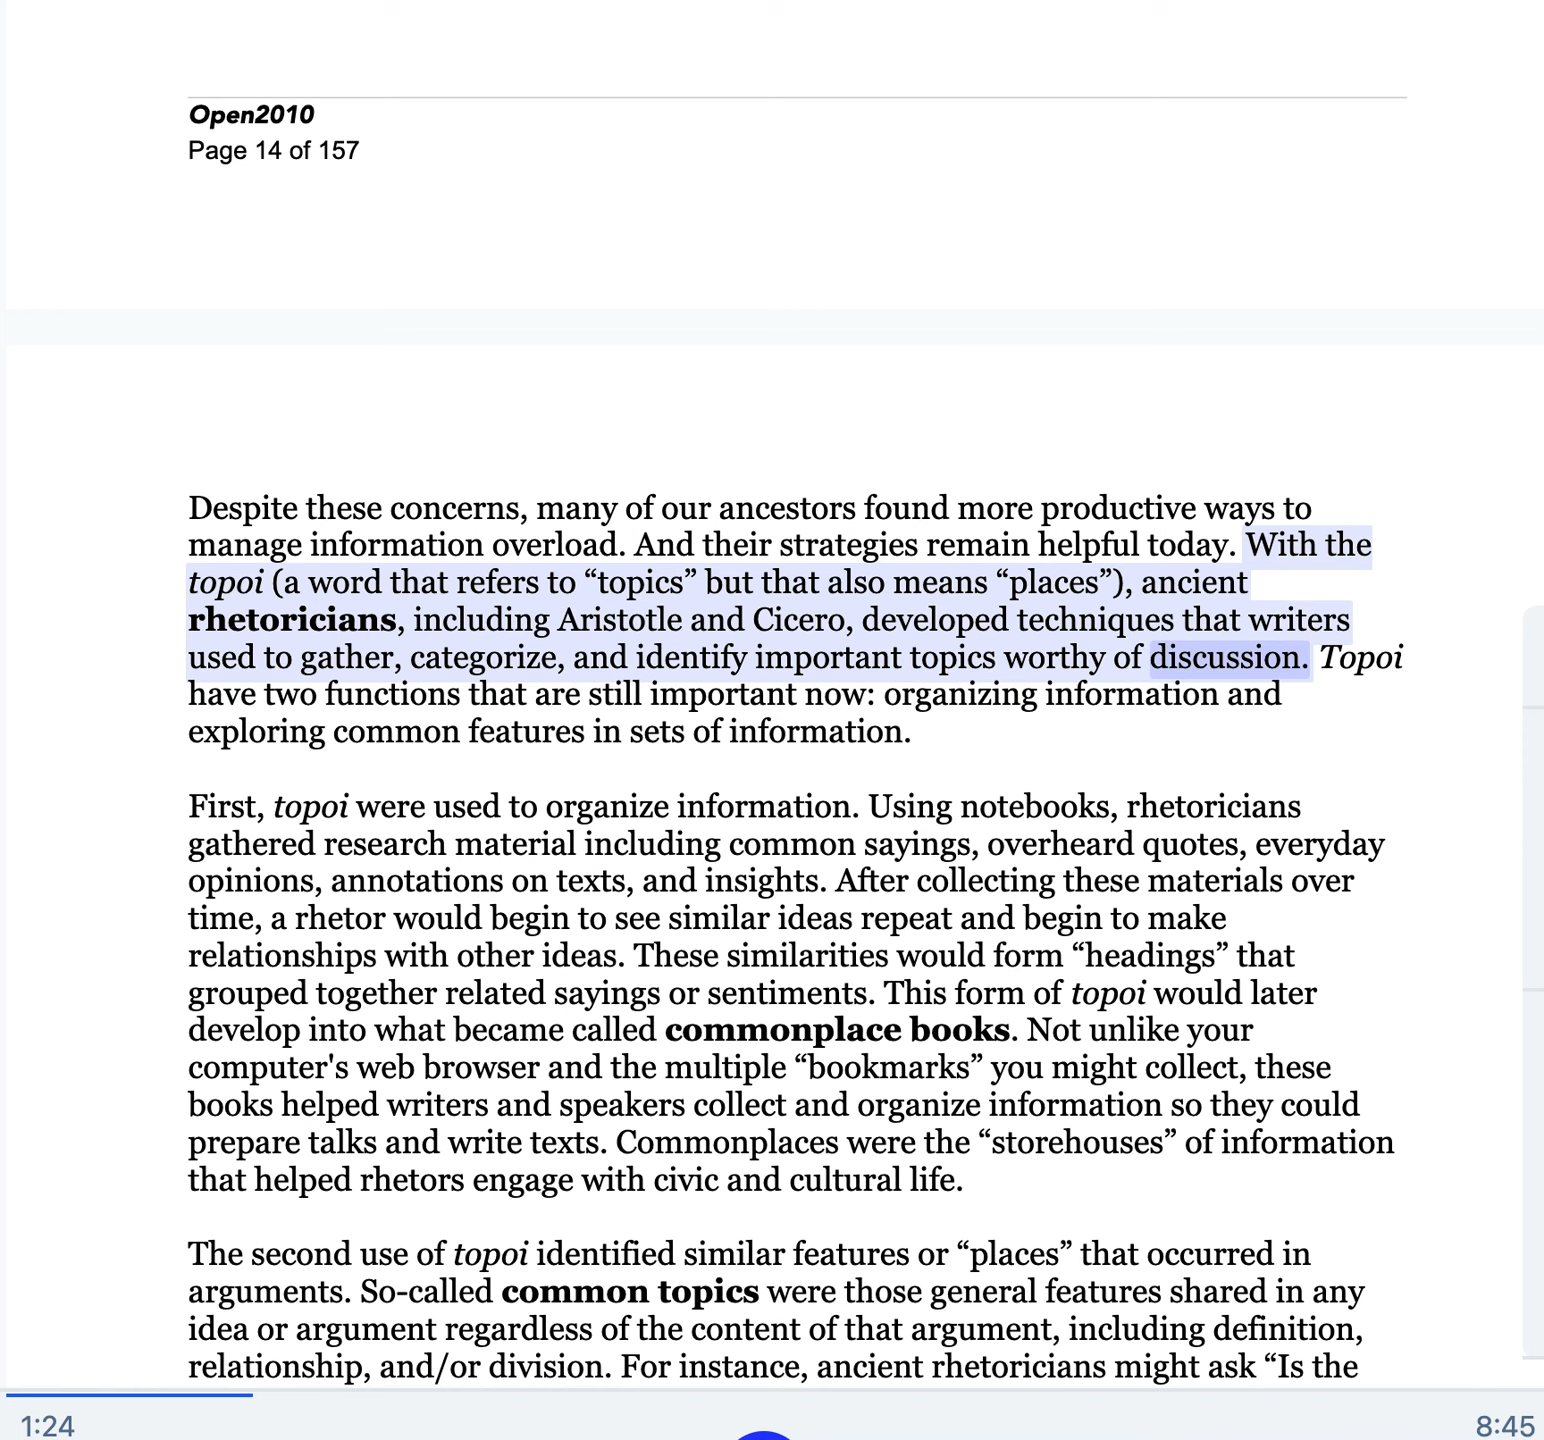 Open2010
Page 14 of 157
Despite these concerns, many of our ancestors found more productive ways to
manage information overload. And their strategies remain helpful today. With the
topoi (a word that refers to “topics” but that also means “places”), ancient
rhetoricians, including Aristotle and Cicero, developed techniques that writers
used to gather, categorize, and identify important topics worthy of discussion. Topoi
have two functions that are still important now: organizing information and
exploring common features in sets of information.
First, topoi were used to organize information. Using notebooks, rhetoricians
gathered research material including common sayings, overheard quotes, everyday
opinions, annotations on texts, and insights. After collecting these materials over
time, a rhetor would begin to see similar ideas repeat and begin to make
relationships with other ideas. These similarities would form “headings” that
grouped together related sayings or sentiments. This form of topoi would later
develop into what became called commonplace books. Not unlike your
computer's web browser and the multiple “bookmarks” you might collect, these
books helped writers and speakers collect and organize information so they could
prepare talks and write texts. Commonplaces were the “storehouses” of information
that helped rhetors engage with civic and cultural life.
The second use of topoi identified similar features or “places” that occurred in
arguments. So-called common topics were those general features shared in any
idea or argument regardless of the content of that argument, including definition,
relationship, and/or division. For instance, ancient rhetoricians might ask “Is the
1:24
8:45